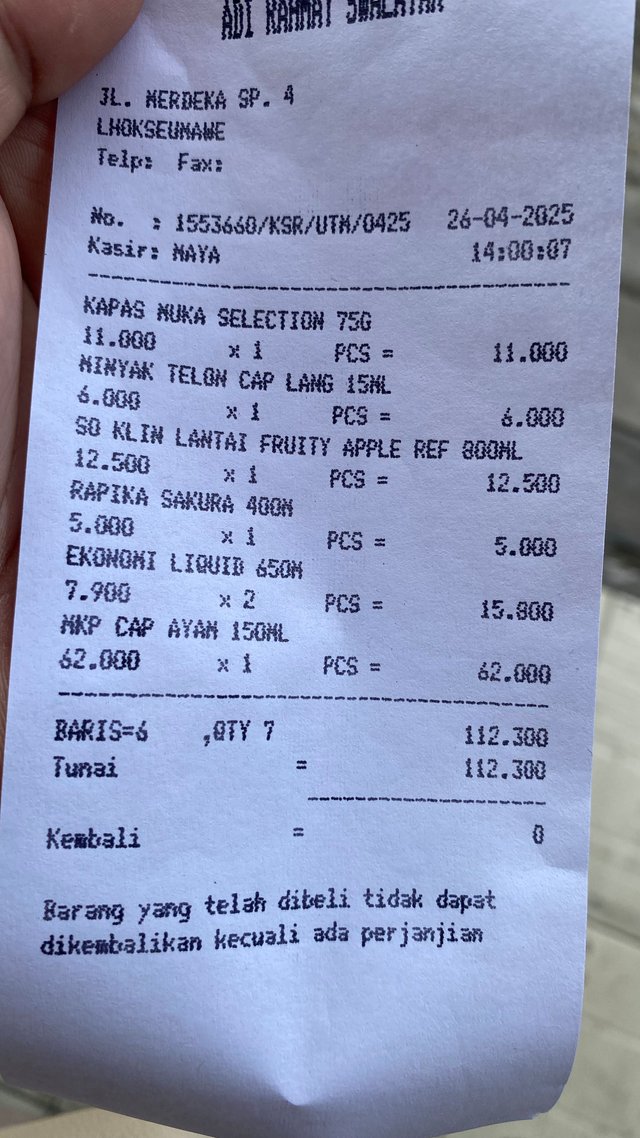 ADI RAHMAT SWALAYAN
JL. MERDEKA SP. 4
LHOKSEUMAWE
Telp: Fax:
No. : 1553660/KSR/UTM/0425 26-04-2025
Kasir: MAYA 14:00:07
KAPAS MUKA SELECTION 75G
11.000 x 1 PCS = 11.000
MINYAK TELON CAP LANG 15ML
6.000 x 1 PCS = 6.000
SO KLIN LANTAI FRUITY APPLE REF 800ML
12.500 x 1 PCS = 12.500
RAPIKA SAKURA 400M
5.000 x 1 PCS = 5.000
EKONOMI LIQUID 650M
7.900 x 2 PCS = 15.800
MKP CAP AYAM 150ML
62.000 x 1 PCS = 62.000
BARIS=6 ,QTY 7 112.300
Tunai = 112.300
Kembali = 0
Barang yang telah dibeli tidak dapat
dikembalikan kecuali ada perjanjian